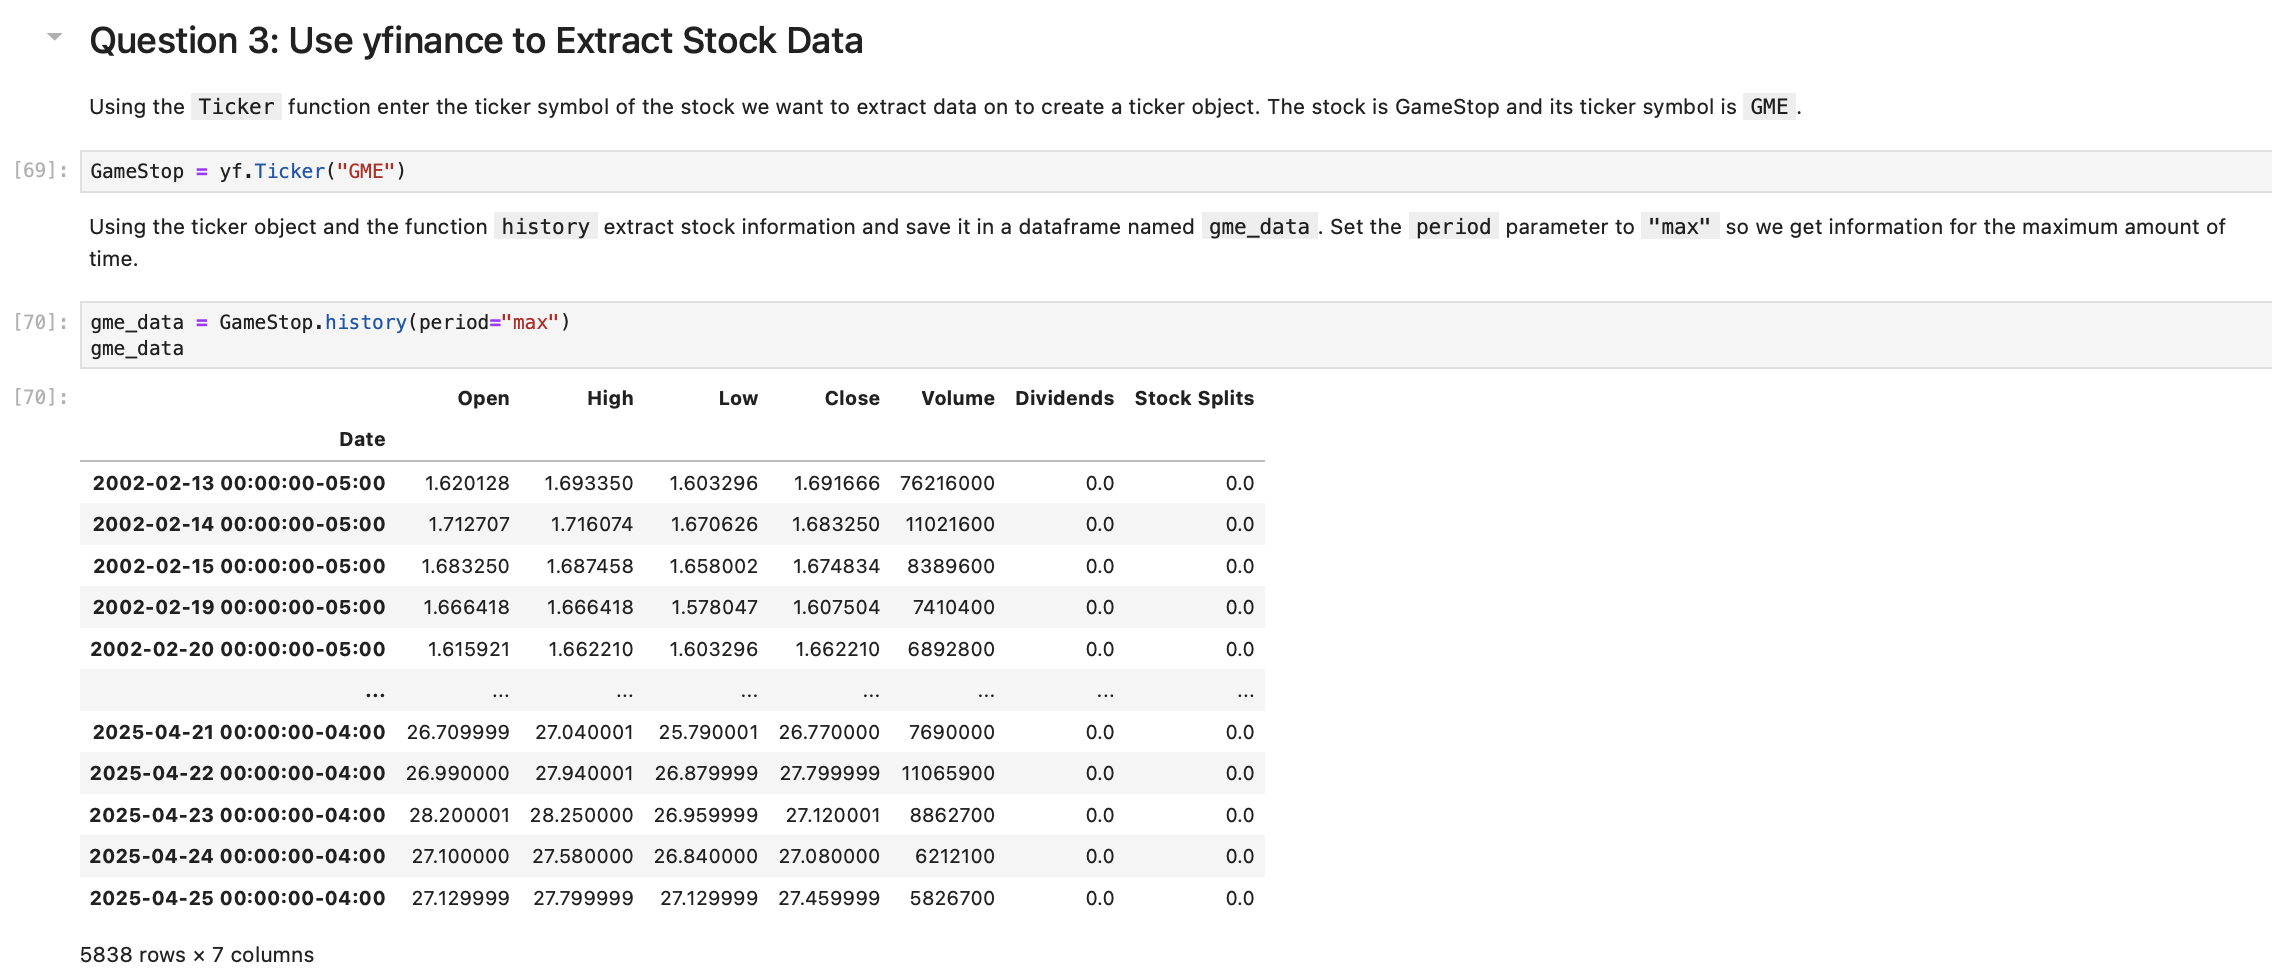 Question 3: Use yfinance to Extract Stock Data
Using the Ticker function enter the ticker symbol of the stock we want to extract data on to create a ticker object. The stock is GameStop and its ticker symbol is GME.
[69]: GameStop = yf.Ticker("GME")
Using the ticker object and the function history extract stock information and save it in a dataframe named gme_data. Set the period parameter to "max" so we get information for the maximum amount of
time.
[70]: gme_data = GameStop.history(period="max")
gme_data
[70]: Open High Low Close Volume Dividends Stock Splits
Date
2002-02-13 00:00:00-05:00 1.620128 1.693350 1.603296 1.691666 76216000 0.0 0.0
2002-02-14 00:00:00-05:00 1.712707 1.716074 1.670626 1.683250 11021600 0.0 0.0
2002-02-15 00:00:00-05:00 1.683250 1.687458 1.658002 1.674834 8389600 0.0 0.0
2002-02-19 00:00:00-05:00 1.666418 1.666418 1.578047 1.607504 7410400 0.0 0.0
2002-02-20 00:00:00-05:00 1.615921 1.662210 1.603296 1.662210 6892800 0.0 0.0
... ... ... ... ... ... ... ...
2025-04-21 00:00:00-04:00 26.709999 27.040001 25.790001 26.770000 7690000 0.0 0.0
2025-04-22 00:00:00-04:00 26.990000 27.940001 26.879999 27.799999 11065900 0.0 0.0
2025-04-23 00:00:00-04:00 28.200001 28.250000 26.959999 27.120001 8862700 0.0 0.0
2025-04-24 00:00:00-04:00 27.100000 27.580000 26.840000 27.080000 6212100 0.0 0.0
2025-04-25 00:00:00-04:00 27.129999 27.799999 27.129999 27.459999 5826700 0.0 0.0
5838 rows × 7 columns